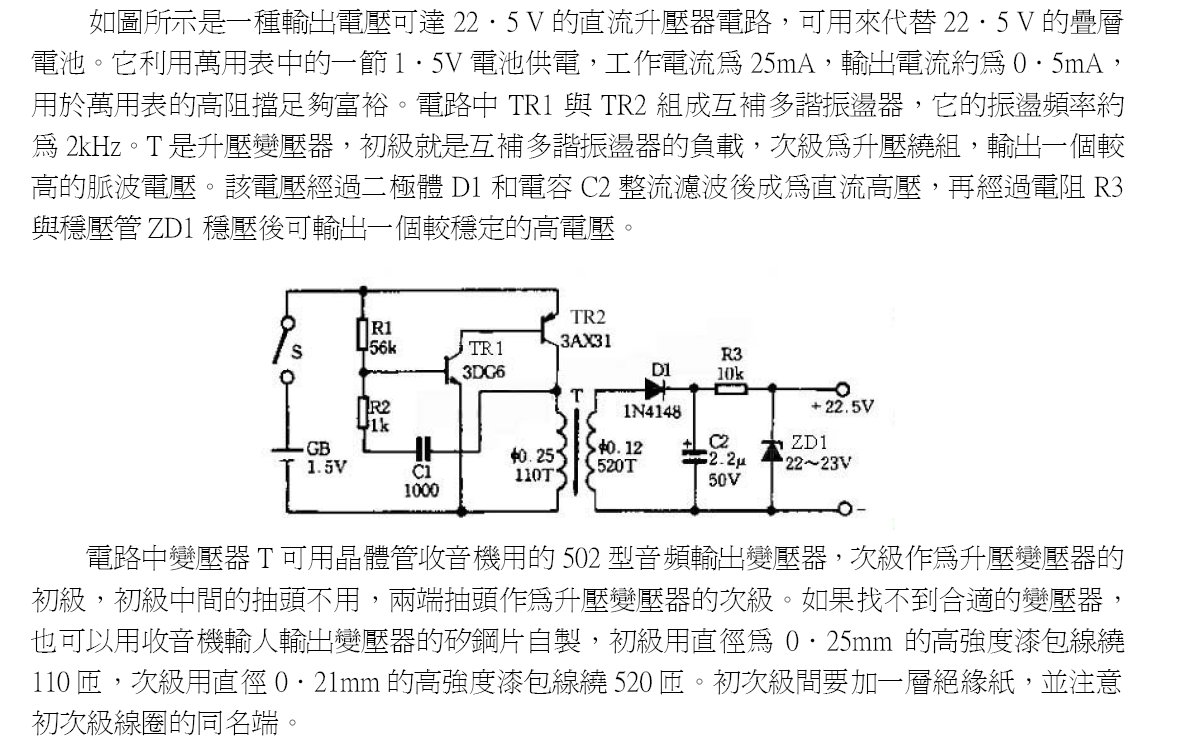 如圖所示是一種輸出電壓可達 22．5 V 的直流升壓器電路，可用來代替 22．5 V 的疊層
電池。它利用萬用表中的一節 1．5V 電池供電，工作電流爲 25mA，輸出電流約爲 0．5mA，
用於萬用表的高阻擋足夠富裕。電路中 TR1 與 TR2 組成互補多諧振盪器，它的振盪頻率約
爲 2kHz。T 是升壓變壓器，初級就是互補多諧振盪器的負載，次級爲升壓繞組，輸出一個較
高的脈波電壓。該電壓經過二極體 D1 和電容 C2 整流濾波後成爲直流高壓，再經過電阻 R3
與穩壓管 ZD1 穩壓後可輸出一個較穩定的高電壓。
S
GB
1.5V
R1
56k
R2
1k
C1
1000
TR1
3DG6
TR2
3AX31
T
ϕ0.25
110T
ϕ0.12
520T
D1
1N4148
R3
10k
+
C2
2.2μ
50V
ZD1
22～23V
+22.5V
-
電路中變壓器 T 可用晶體管收音機用的 502 型音頻輸出變壓器，次級作爲升壓變壓器的
初級，初級中間的抽頭不用，兩端抽頭作爲升壓變壓器的次級。如果找不到合適的變壓器，
也可以用收音機輸人輸出變壓器的矽鋼片自製，初級用直徑爲 0．25mm 的高強度漆包線繞
110 匝，次級用直徑 0．21mm 的高強度漆包線繞 520 匝。初次級間要加一層絕緣紙，並注意
初次級線圈的同名端。